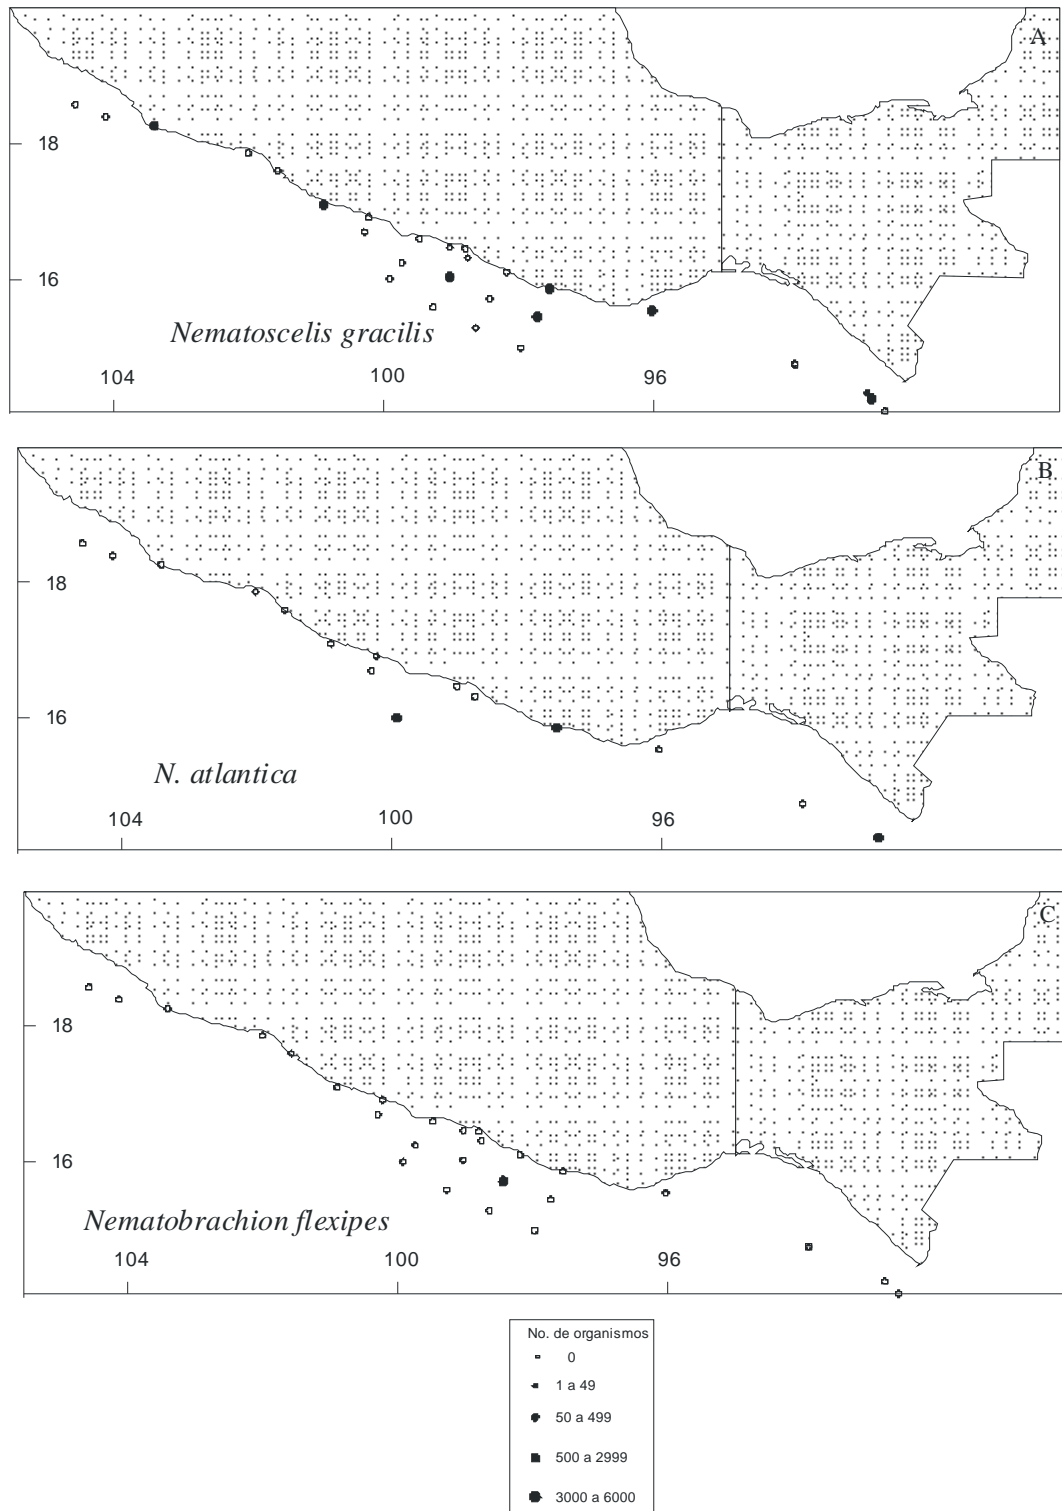 A
18
16
Nematoscelis gracilis
104 100 96
B
18
16
N. atlantica
104 100 96
C
18
16
Nematobrachion flexipes
104 100 96
No. de organismos
0
1 a 49
50 a 499
500 a 2999
3000 a 6000